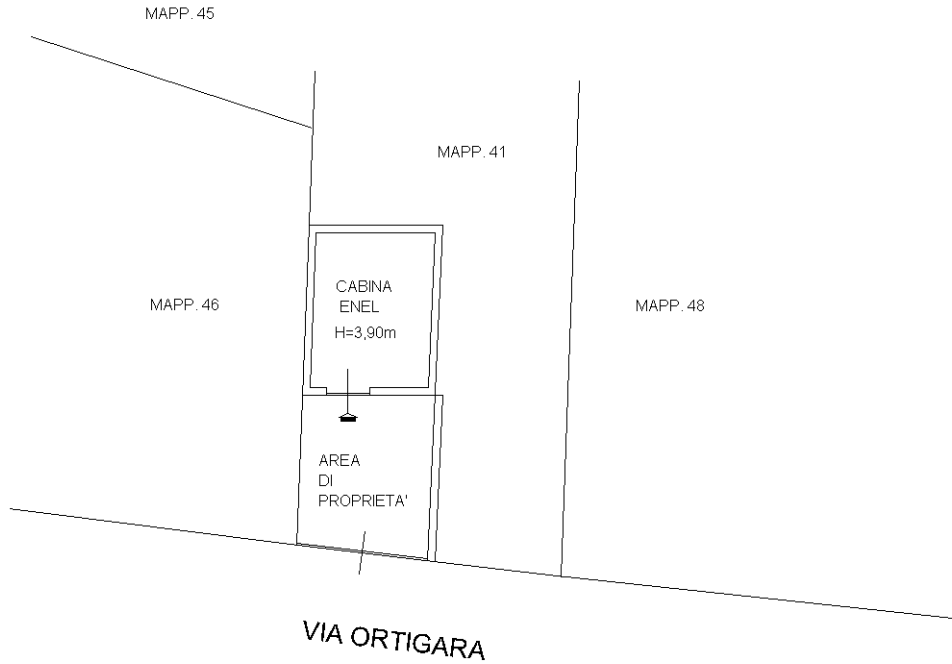 MAPP. 45
MAPP. 41
MAPP. 46
CABINA
ENEL
H=3,90m
MAPP. 48
AREA
DI
PROPRIETA'
VIA ORTIGARA